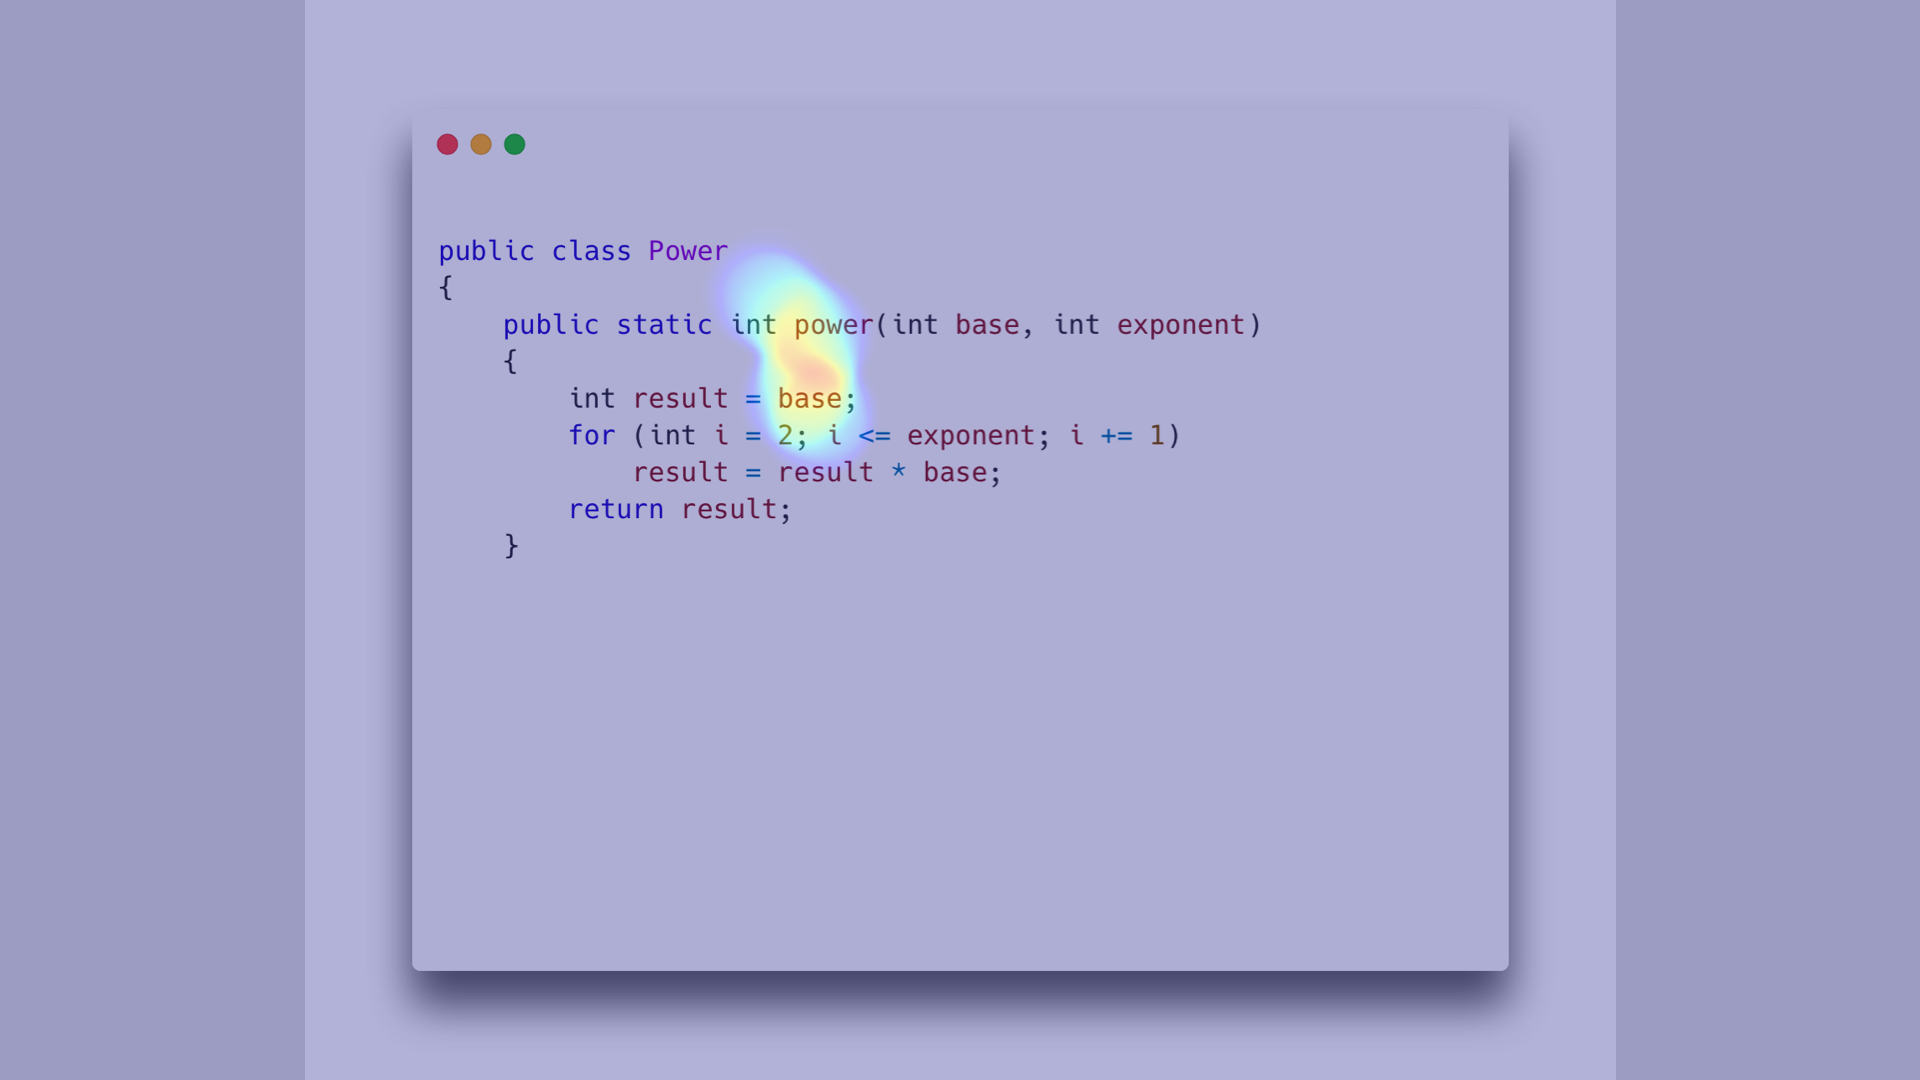 public class Power
{
    public static int power(int base, int exponent)
    {
        int result = base;
        for (int i = 2; i <= exponent; i += 1)
            result = result * base;
        return result;
    }